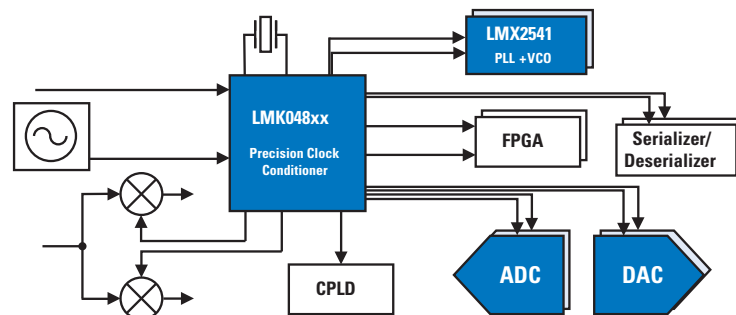 LMX2541
PLL +VCO
LMK048xx
Precision Clock
Conditioner
FPGA
Serializer/
Deserializer
CPLD
ADC
DAC